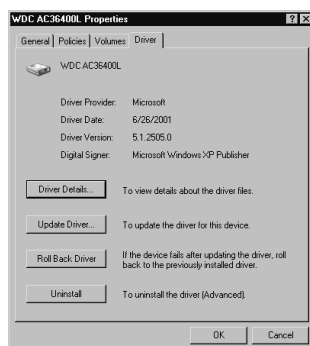 WDC AC36400L Properties
General Policies Volumes Driver
WDC AC36400L
Driver Provider: Microsoft
Driver Date: 6/26/2001
Driver Version: 5.1.2505.0
Digital Signer: Microsoft Windows XP Publisher
Driver Details... To view details about the driver files.
Update Driver... To update the driver for this device.
Roll Back Driver If the device fails after updating the driver, roll
back to the previously installed driver.
Uninstall To uninstall the driver (Advanced).
OK Cancel